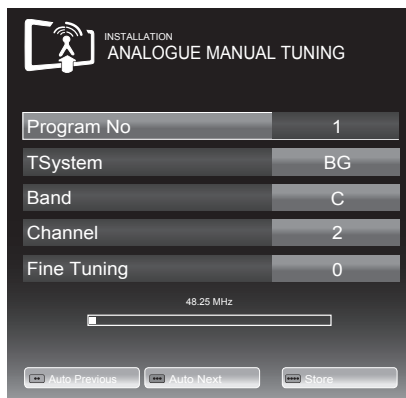 INSTALLATION
ANALOGUE MANUAL TUNING
Program No 1
TSystem BG
Band C
Channel 2
Fine Tuning 0
48.25 MHz
Auto Previous Auto Next Store